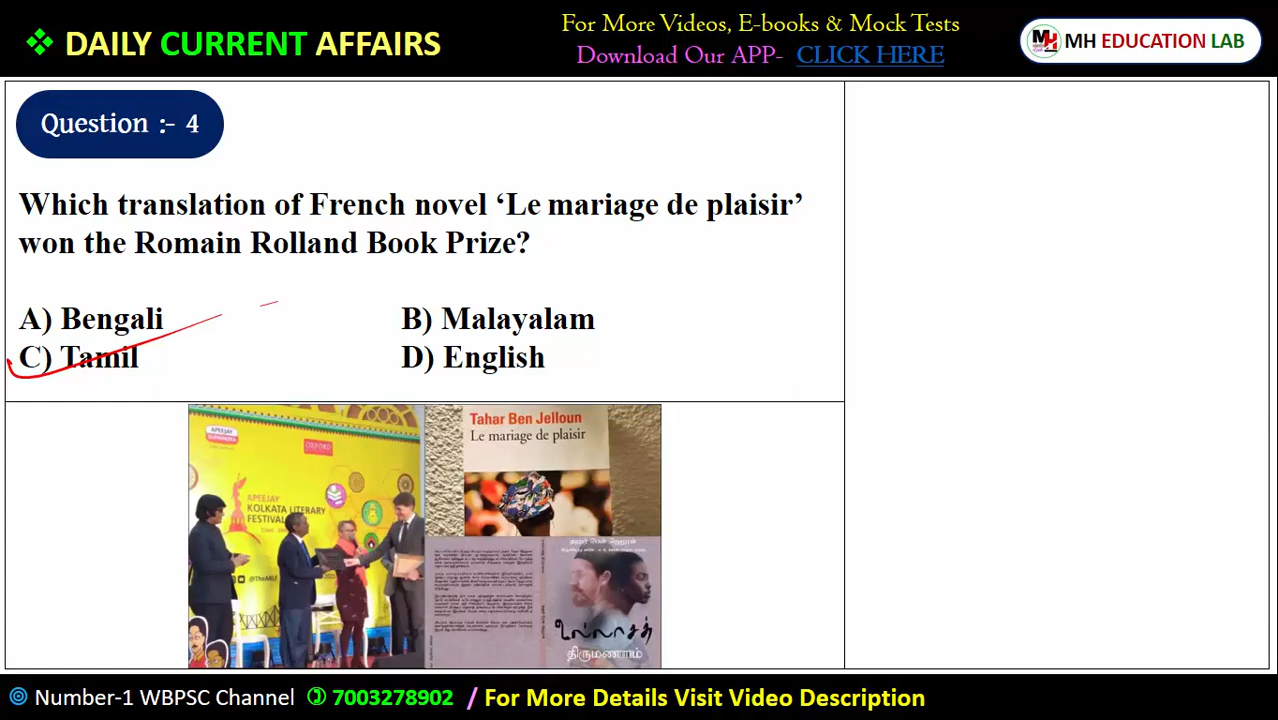 ❖ DAILY CURRENT AFFAIRS
For More Videos, E-books & Mock Tests
Download Our APP- CLICK HERE
MH EDUCATION LAB
Question :- 4
Which translation of French novel ‘Le mariage de plaisir’
won the Romain Rolland Book Prize?
A) Bengali B) Malayalam
C) Tamil D) English
APEEJAY
OXFORD
APEEJAY
KOLKATA LITERARY
FESTIVAL
Tahar Ben Jelloun
Le mariage de plaisir
உல்லாசத்
திருமணம்
Number-1 WBPSC Channel 7003278902 / For More Details Visit Video Description